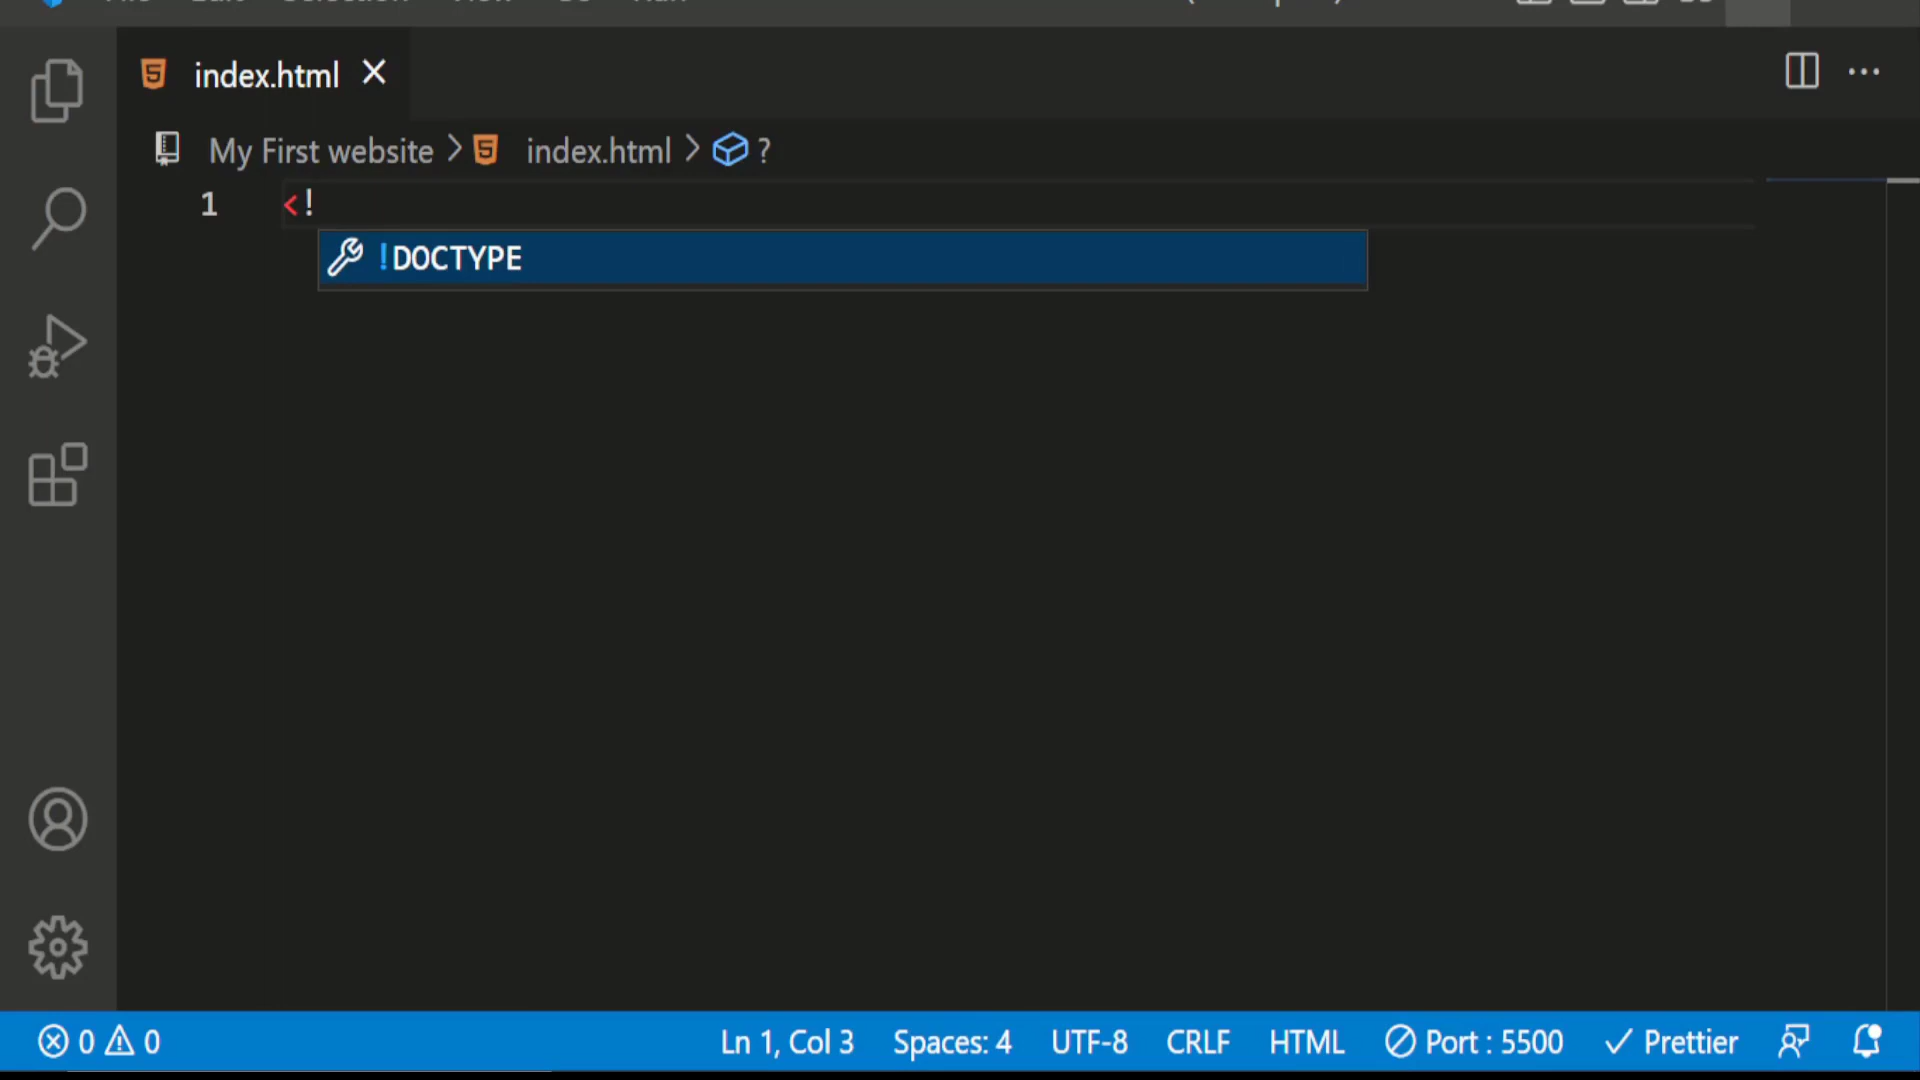 index.html
My First website > index.html > ?
1 <!
!DOCTYPE
0 0 Ln 1, Col 3 Spaces: 4 UTF-8 CRLF HTML Port : 5500 Prettier